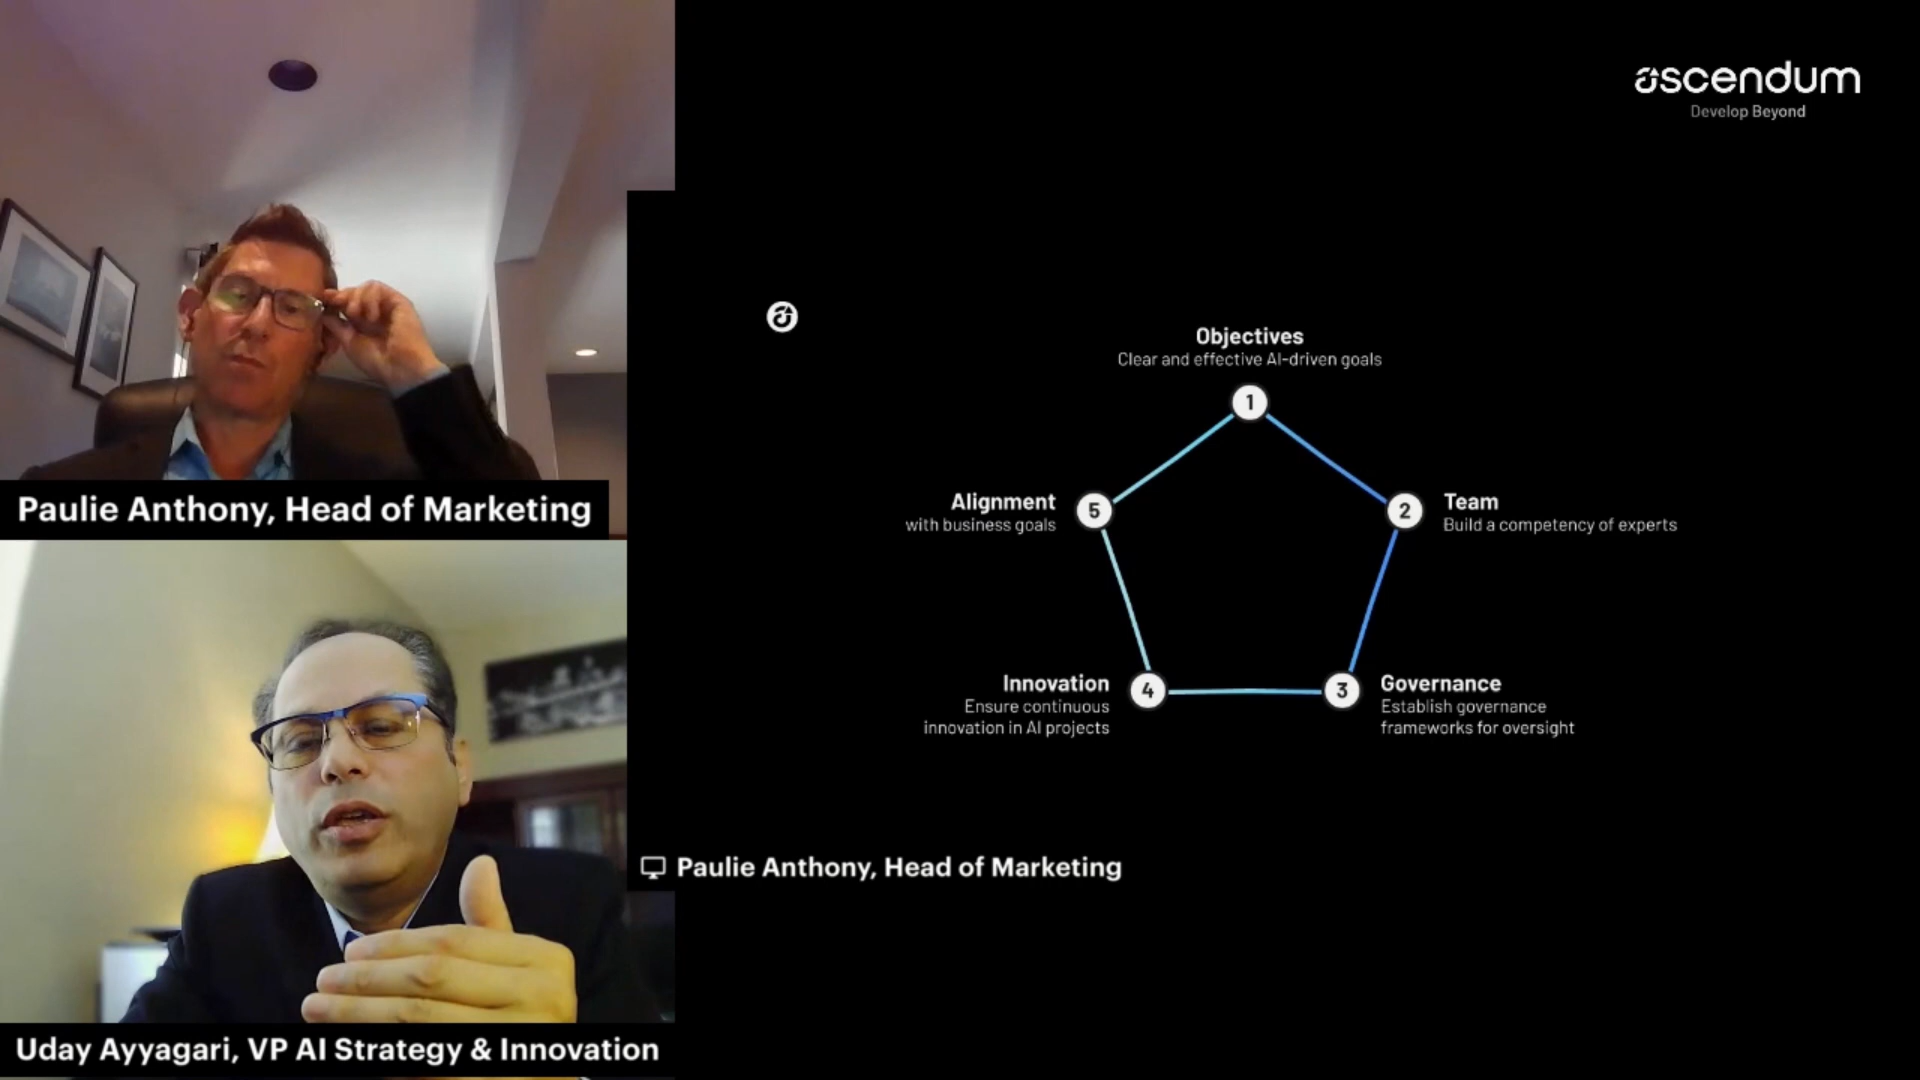 ascendum
Develop Beyond
Objectives
Clear and effective AI-driven goals
1
Alignment
with business goals
5
2
Team
Build a competency of experts
Innovation
Ensure continuous
innovation in AI projects
4
3
Governance
Establish governance
frameworks for oversight
Paulie Anthony, Head of Marketing
Paulie Anthony, Head of Marketing
Uday Ayyagari, VP AI Strategy & Innovation